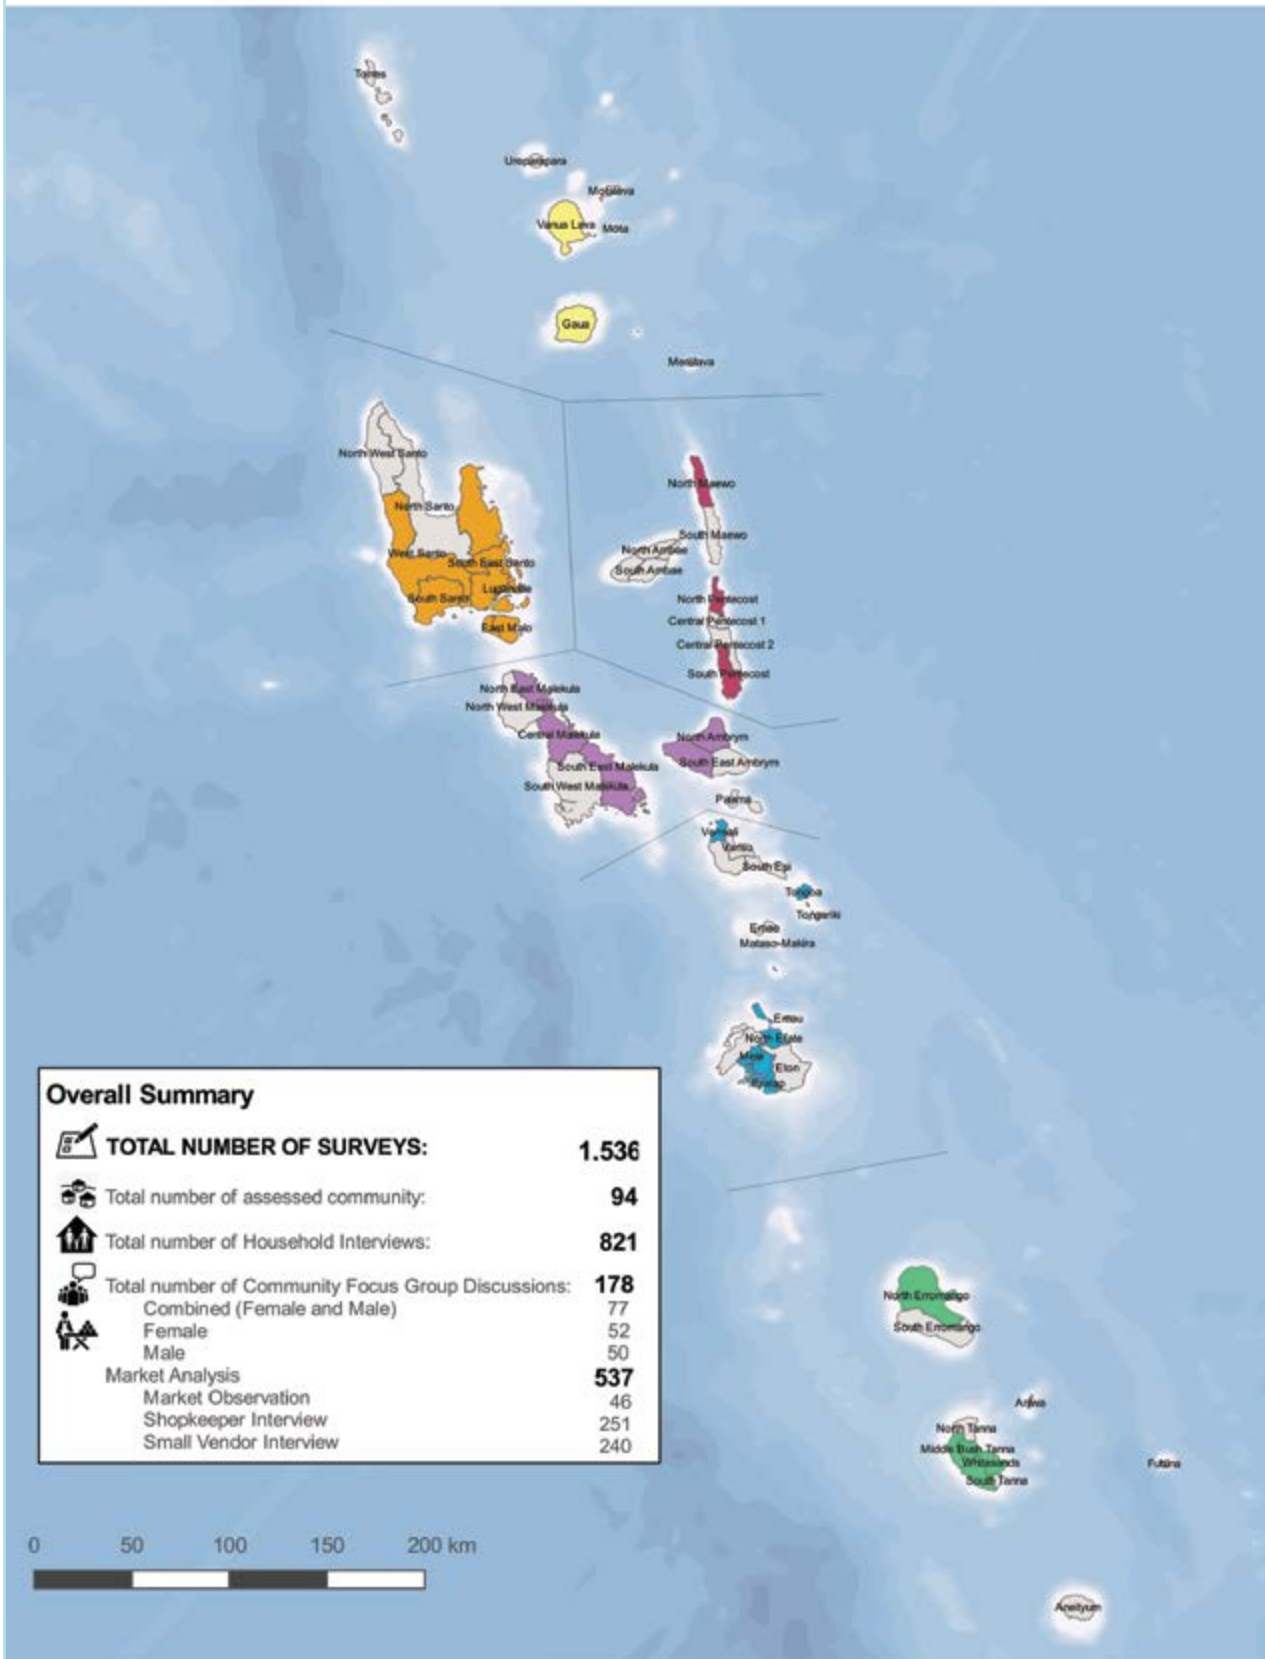 Torres
Ureparapara
Motalava
Vanua Lava
Mota
Gaua
Merelava
North West Santo
North Maewo
North Santo
South Maewo
North Ambae
West Santo
South East Santo
South Ambae
Luganville
South Santo
North Pentecost
Central Pentecost 1
East Malo
Central Pentecost 2
South Pentecost
North East Malekula
North West Malekula
Central Malekula
North Ambrym
South East Ambrym
South East Malekula
South West Malekula
Paama
Vermali
Varsu
South Epi
Tongoa
Tongariki
Emae
Mataso-Makira
Emau
North Efate
Mele
Eton
Eratap
Overall Summary
TOTAL NUMBER OF SURVEYS: 1.536
Total number of assessed community: 94
Total number of Household Interviews: 821
Total number of Community Focus Group Discussions: 178
Combined (Female and Male) 77
Female 52
Male 50
Market Analysis 537
Market Observation 46
Shopkeeper Interview 251
Small Vendor Interview 240
North Erromango
South Erromango
Aniwa
North Tanna
Middle Bush Tanna
Whitesands
South Tanna
Futuna
0 50 100 150 200 km
Aneityum